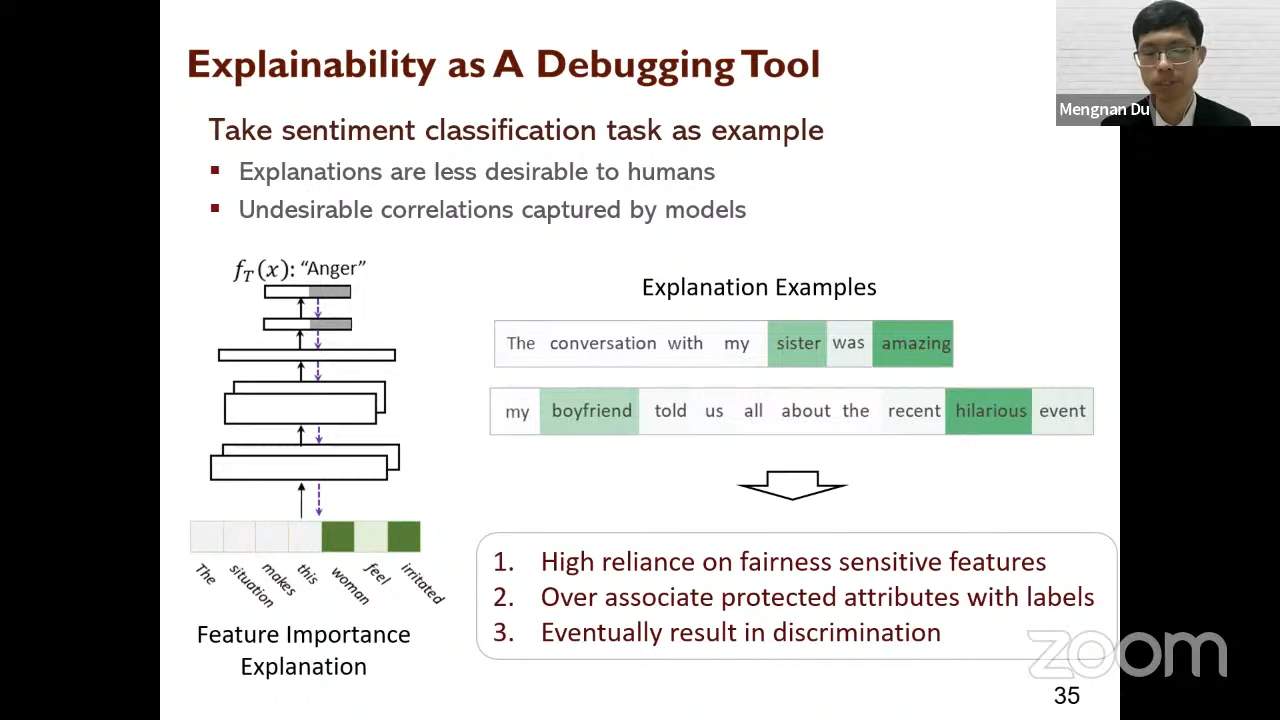 Explainability as A Debugging Tool
Mengnan Du
Take sentiment classification task as example
▪ Explanations are less desirable to humans
▪ Undesirable correlations captured by models
f_T(x): “Anger”
The situation makes this woman feel irritated
Feature Importance
Explanation
Explanation Examples
The conversation with my sister was amazing
my boyfriend told us all about the recent hilarious event
1. High reliance on fairness sensitive features
2. Over associate protected attributes with labels
3. Eventually result in discrimination
zoom
35